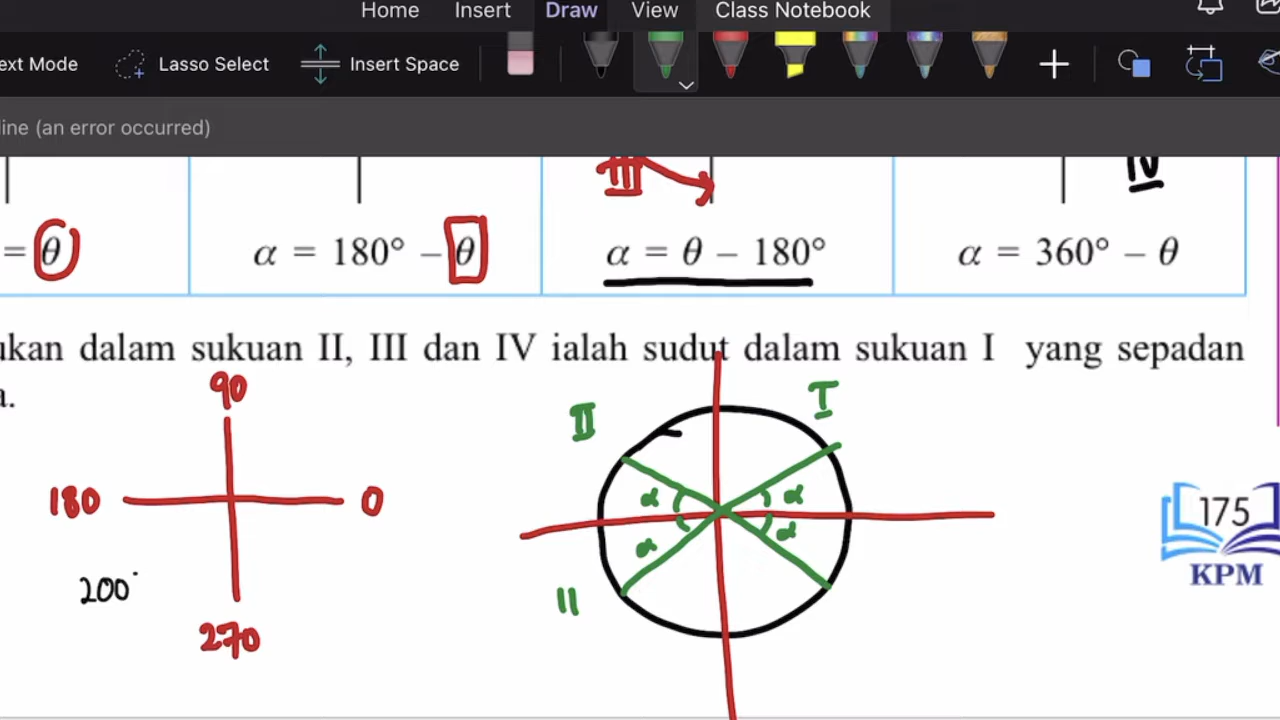 Home Insert Draw View Class Notebook
ext Mode Lasso Select Insert Space
line (an error occurred)
III IV
= θ α = 180° – θ α = θ – 180° α = 360° – θ
ukan dalam sukuan II, III dan IV ialah sudut dalam sukuan I yang sepadan
a.
90
II I
180 0
α α
α α
175
KPM
200°
II
270